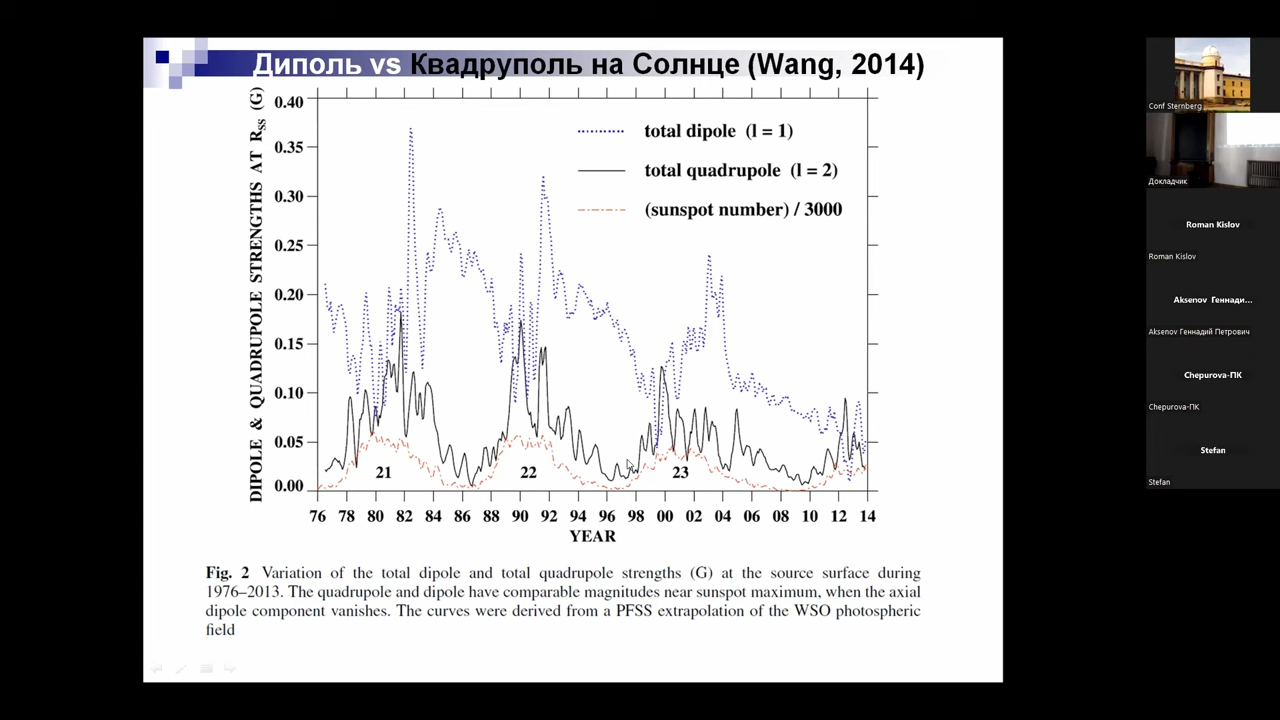 Диполь vs Квадруполь на Солнце (Wang, 2014)
DIPOLE & QUADRUPOLE STRENGTHS AT RSS (G)
0.40
0.35
0.30
0.25
0.20
0.15
0.10
0.05
0.00
total dipole (l = 1)
total quadrupole (l = 2)
(sunspot number) / 3000
21
22
23
76 78 80 82 84 86 88 90 92 94 96 98 00 02 04 06 08 10 12 14
YEAR
Fig. 2 Variation of the total dipole and total quadrupole strengths (G) at the source surface during
1976–2013. The quadrupole and dipole have comparable magnitudes near sunspot maximum, when the axial
dipole component vanishes. The curves were derived from a PFSS extrapolation of the WSO photospheric
field
Conf Sternberg
Докладчик
Roman Kislov
Roman Kislov
Aksenov Геннади...
Aksenov Геннадий Петрович
Chepurova-ПК
Chepurova-ПК
Stefan
Stefan